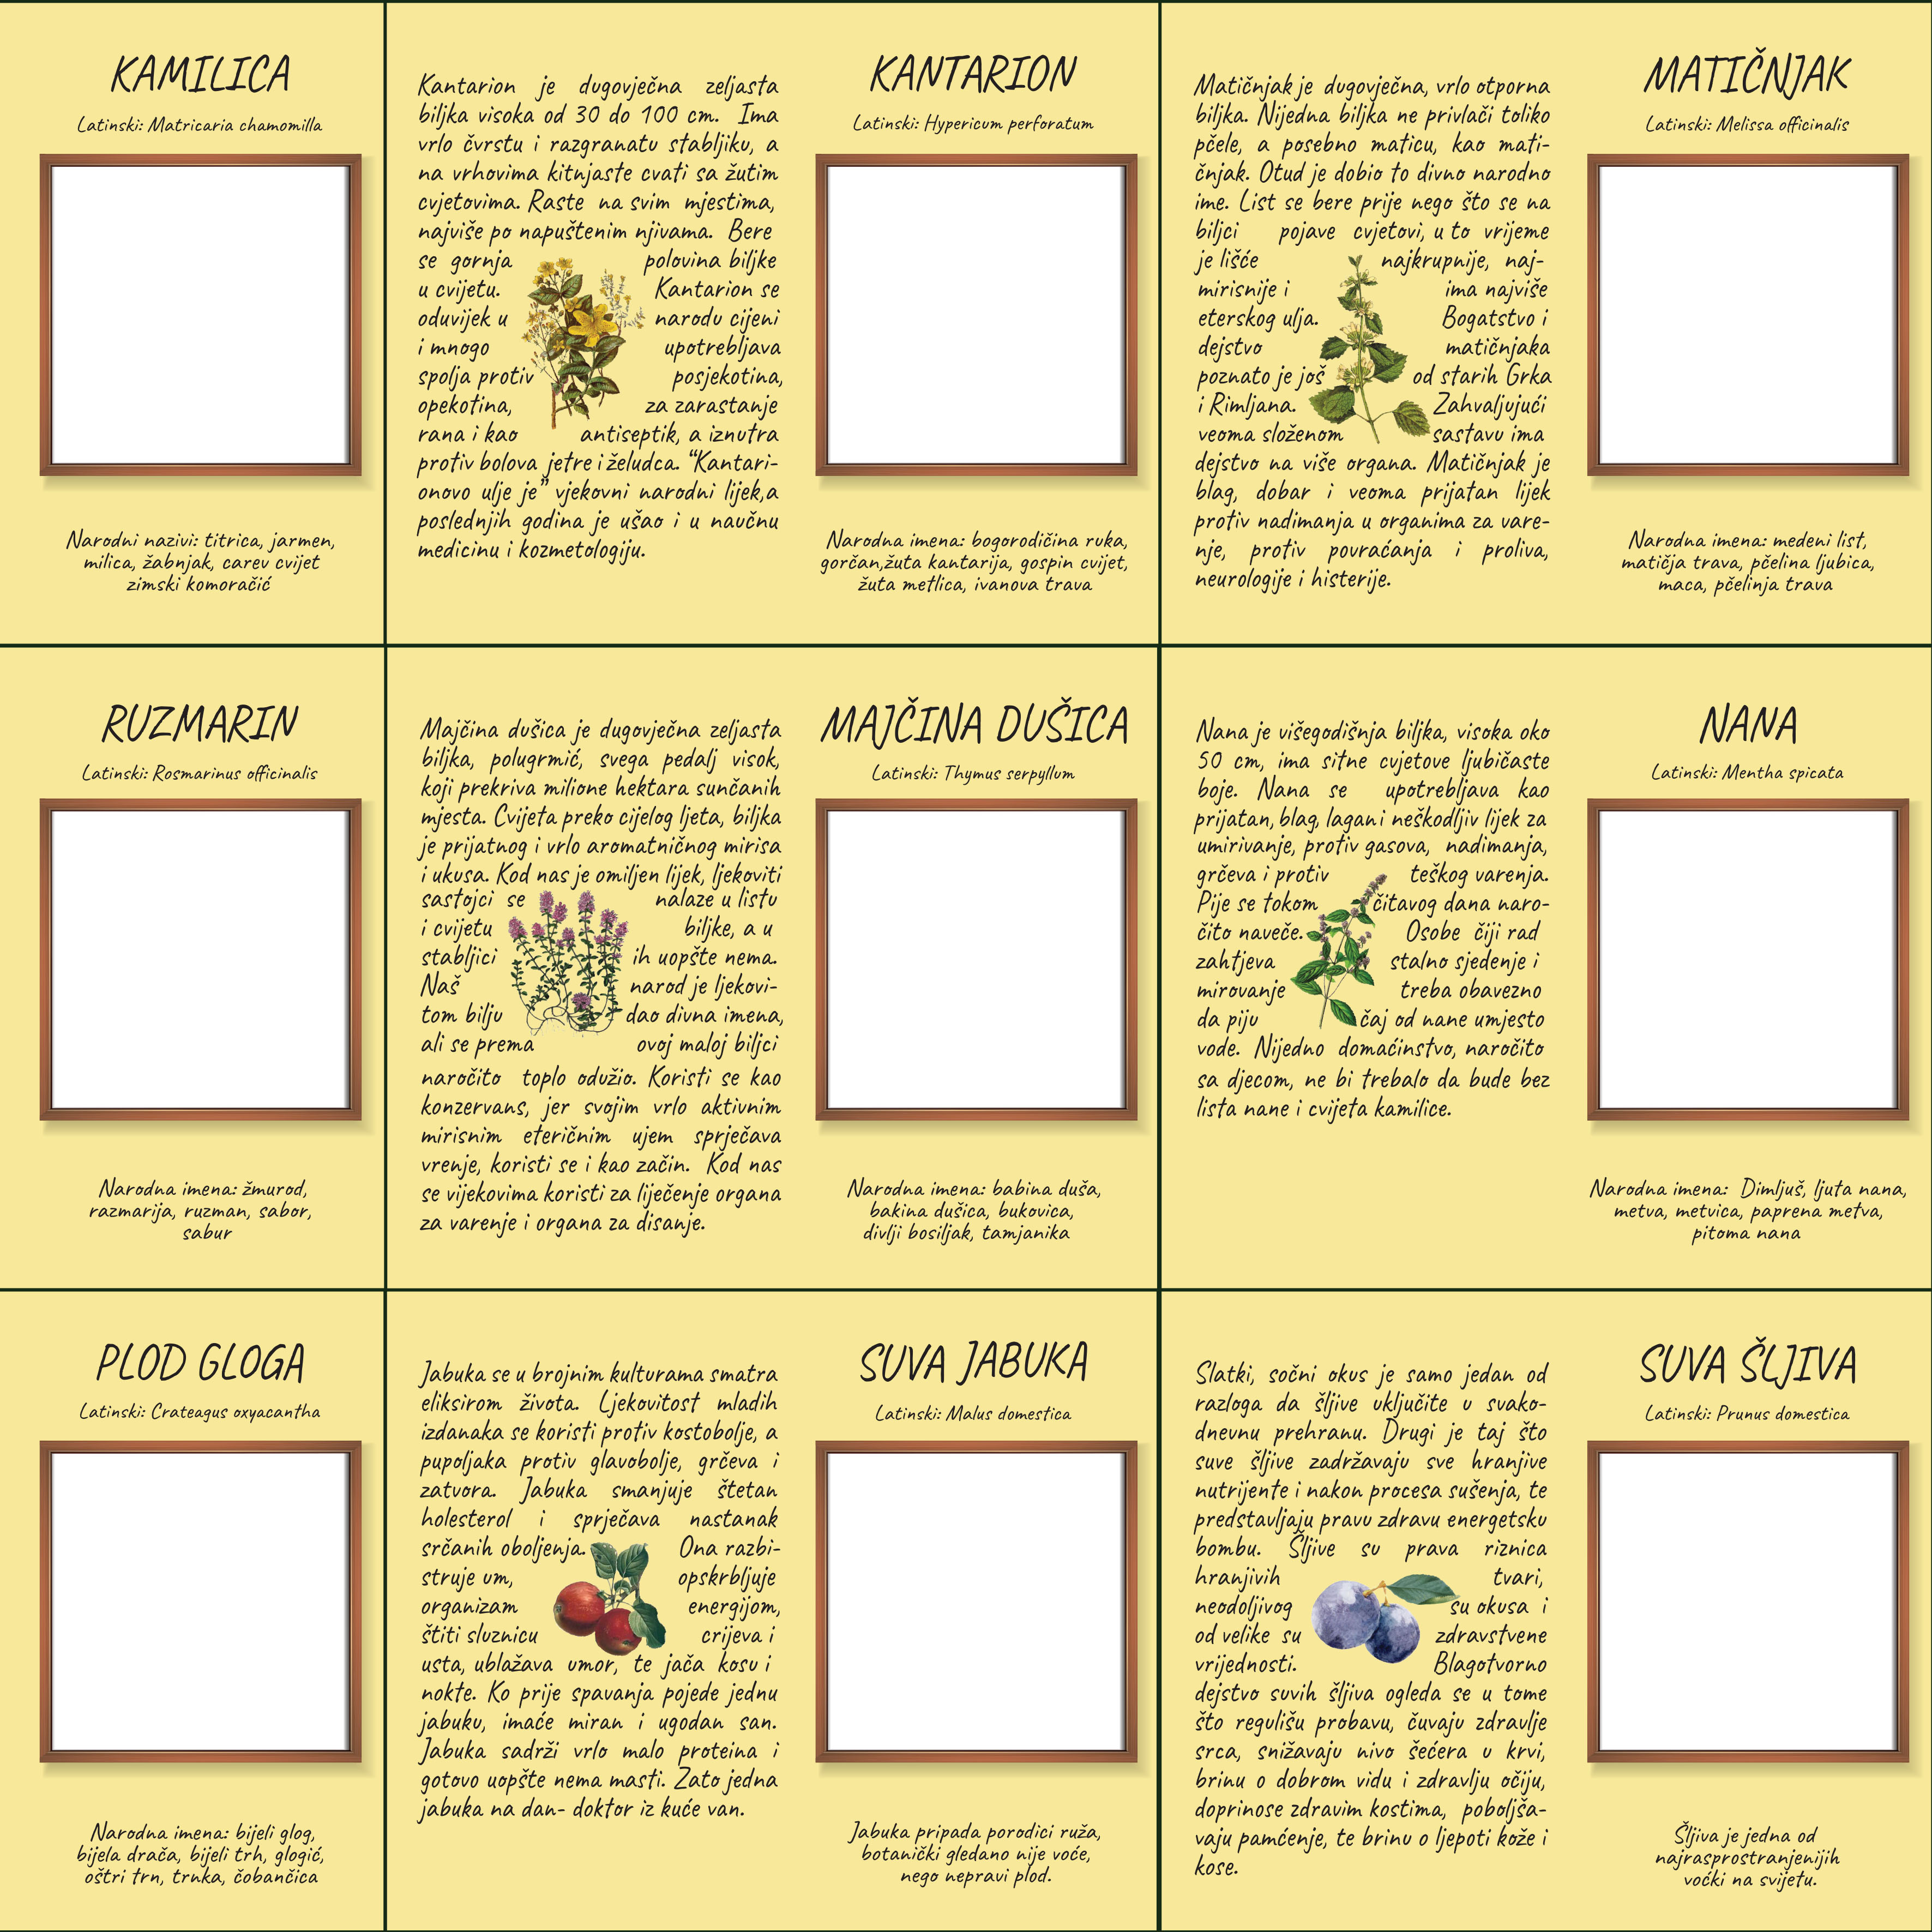 KAMILICA
Latinski: Matricaria chamomilla
Narodni nazivi: titrica, jarmen,
milica, žabnjak, carev cvijet
zimski komoračić
Kantarion je dugovječna zeljasta
biljka visoka od 30 do 100 cm. Ima
vrlo čvrstu i razgranatu stabljiku, a
na vrhovima kitnjaste cvati sa žutim
cvjetovima. Raste na svim mjestima,
najviše po napuštenim njivama. Bere
se gornja polovina biljke
u cvijetu. Kantarion se
oduvijek u narodu cijeni
i mnogo upotrebljava
spolja protiv posjekotina,
opekotina, za zarastanje
rana i kao antiseptik, a iznutra
protiv bolova jetre i želudca. “Kantari-
onovo ulje je” vjekovni narodni lijek,a
poslednjih godina je ušao i u naučnu
medicinu i kozmetologiju.
KANTARION
Latinski: Hypericum perforatum
Narodna imena: bogorodičina ruka,
gorčan,žuta kantarija, gospin cvijet,
žuta metlica, ivanova trava
Matičnjak je dugovječna, vrlo otporna
biljka. Nijedna biljka ne privlači toliko
pčele, a posebno maticu, kao mati-
čnjak. Otud je dobio to divno narodno
ime. List se bere prije nego što se na
biljci pojave cvjetovi, u to vrijeme
je lišće najkrupnije, naj-
mirisnije i ima najviše
eterskog ulja. Bogatstvo i
dejstvo matičnjaka
poznato je još od starih Grka
i Rimljana. Zahvaljujući
veoma složenom sastavu ima
dejstvo na više organa. Matičnjak je
blag, dobar i veoma prijatan lijek
protiv nadimanja u organima za vare-
nje, protiv povraćanja i proliva,
neurologije i histerije.
MATIČNJAK
Latinski: Melissa officinalis
Narodna imena: medeni list,
matičja trava, pčelina ljubica,
maca, pčelinja trava
RUZMARIN
Latinski: Rosmarinus officinalis
Narodna imena: žmurod,
razmarija, ruzman, sabor,
sabur
Majčina dušica je dugovječna zeljasta
biljka, polugrmić, svega pedalj visok,
koji prekriva milione hektara sunčanih
mjesta. Cvijeta preko cijelog ljeta, biljka
je prijatnog i vrlo aromatničnog mirisa
i ukusa. Kod nas je omiljen lijek, ljekoviti
sastojci se nalaze u listu
i cvijetu biljke, a u
stabljici ih uopšte nema.
Naš narod je ljekovi-
tom bilju dao divna imena,
ali se prema ovoj maloj biljci
naročito toplo odužio. Koristi se kao
konzervans, jer svojim vrlo aktivnim
mirisnim eteričnim ujem sprječava
vrenje, koristi se i kao začin. Kod nas
se vijekovima koristi za liječenje organa
za varenje i organa za disanje.
MAJČINA DUŠICA
Latinski: Thymus serpyllum
Narodna imena: babina duša,
bakina dušica, bukovica,
divlji bosiljak, tamjanika
Nana je višegodišnja biljka, visoka oko
50 cm, ima sitne cvjetove ljubičaste
boje. Nana se upotrebljava kao
prijatan, blag, lagan i neškodljiv lijek za
umirivanje, protiv gasova, nadimanja,
grčeva i protiv teškog varenja.
Pije se tokom čitavog dana naro-
čito naveče. Osobe čiji rad
zahtjeva stalno sjedenje i
mirovanje treba obavezno
da piju čaj od nane umjesto
vode. Nijedno domaćinstvo, naročito
sa djecom, ne bi trebalo da bude bez
lista nane i cvijeta kamilice.
NANA
Latinski: Mentha spicata
Narodna imena: Dimljuš, ljuta nana,
metva, metvica, paprena metva,
pitoma nana
PLOD GLOGA
Latinski: Crateagus oxyacantha
Narodna imena: bijeli glog,
bijela drača, bijeli trh, glogić,
oštri trn, trnka, čobančica
Jabuka se u brojnim kulturama smatra
eliksirom života. Ljekovitost mladih
izdanaka se koristi protiv kostobolje, a
pupoljaka protiv glavobolje, grčeva i
zatvora. Jabuka smanjuje štetan
holesterol i sprječava nastanak
srčanih oboljenja. Ona razbi-
struje um, opskrbljuje
organizam energijom,
štiti sluznicu crijeva i
usta, ublažava umor, te jača kosu i
nokte. Ko prije spavanja pojede jednu
jabuku, imaće miran i ugodan san.
Jabuka sadrži vrlo malo proteina i
gotovo uopšte nema masti. Zato jedna
jabuka na dan- doktor iz kuće van.
SUVA JABUKA
Latinski: Malus domestica
Jabuka pripada porodici ruža,
botanički gledano nije voće,
nego nepravi plod.
Slatki, sočni okus je samo jedan od
razloga da šljive uključite u svako-
dnevnu prehranu. Drugi je taj što
suve šljive zadržavaju sve hranjive
nutrijente i nakon procesa sušenja, te
predstavljaju pravu zdravu energetsku
bombu. Šljive su prava riznica
hranjivih tvari,
neodoljivog su okusa i
od velike su zdravstvene
vrijednosti. Blagotvorno
dejstvo suvih šljiva ogleda se u tome
što regulišu probavu, čuvaju zdravlje
srca, snižavaju nivo šećera u krvi,
brinu o dobrom vidu i zdravlju očiju,
doprinose zdravim kostima, poboljša-
vaju pamćenje, te brinu o ljepoti kože i
kose.
SUVA ŠLJIVA
Latinski: Prunus domestica
Šljiva je jedna od
najrasprostranjenijih
voćki na svijetu.